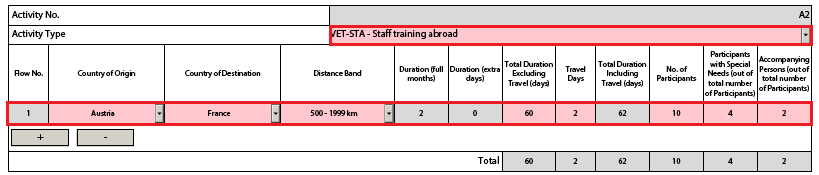 Activity No. A2
Activity Type VET-STA - Staff training abroad
Flow No. Country of Origin Country of Destination Distance Band Duration (full months) Duration (extra days) Total Duration Excluding Travel (days) Travel Days Total Duration Including Travel (days) No. of Participants Participants with Special Needs (out of total number of Participants) Accompanying Persons (out of total number of Participants)
1 Austria France 500 - 1999 km 2 0 60 2 62 10 4 2
+ -
Total 60 2 62 10 4 2